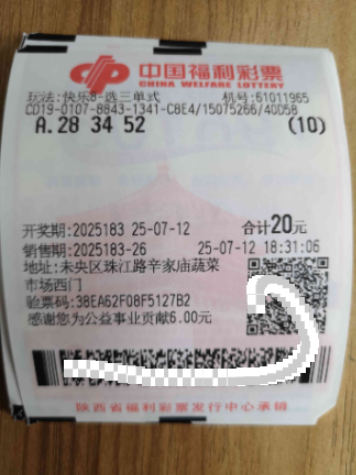 中国福利彩票
CHINA WELFARE LOTTERY
玩法:快乐8-选三单式 机号:61011965
CD19-0107-8843-1341-C8E4/15075266/40D58
A.28 34 52 (10)
开奖期:2025183 25-07-12 合计20元
销售期:2025183-26 25-07-12 18:31:06
地址:未央区珠江路辛家庙蔬菜
市场西门
验票码:38EA62F08F5127B2
感谢您为公益事业贡献6.00元
陕西省福利彩票发行中心承销